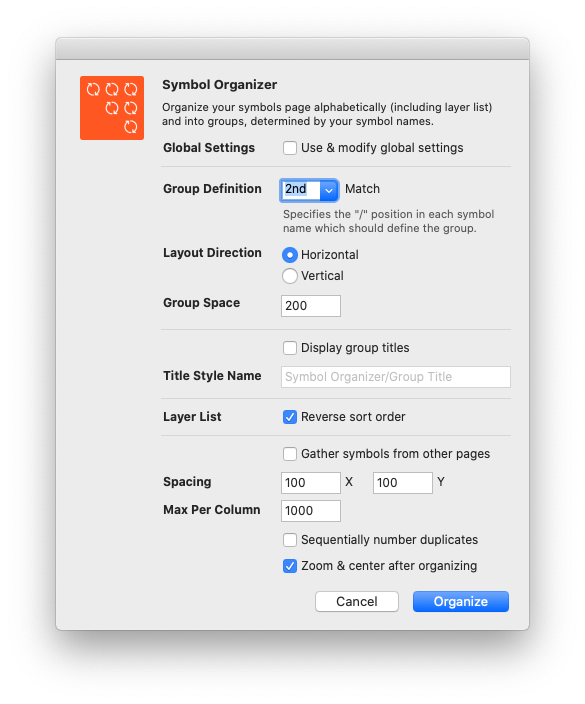 Symbol Organizer
Organize your symbols page alphabetically (including layer list)
and into groups, determined by your symbol names.
Global Settings Use & modify global settings
Group Definition 2nd Match
Specifies the "/" position in each symbol
name which should define the group.
Layout Direction Horizontal
Vertical
Group Space 200
Display group titles
Title Style Name Symbol Organizer/Group Title
Layer List Reverse sort order
Gather symbols from other pages
Spacing 100 X 100 Y
Max Per Column 1000
Sequentially number duplicates
Zoom & center after organizing
Cancel Organize